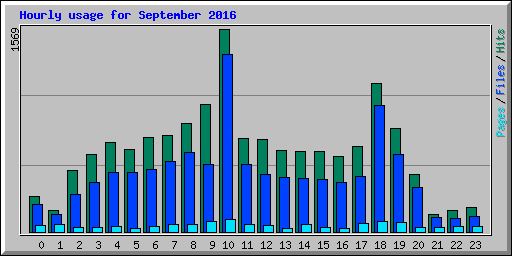 Hourly usage for September 2016
1569
Pages/Files/Hits
0 1 2 3 4 5 6 7 8 9 10 11 12 13 14 15 16 17 18 19 20 21 22 23